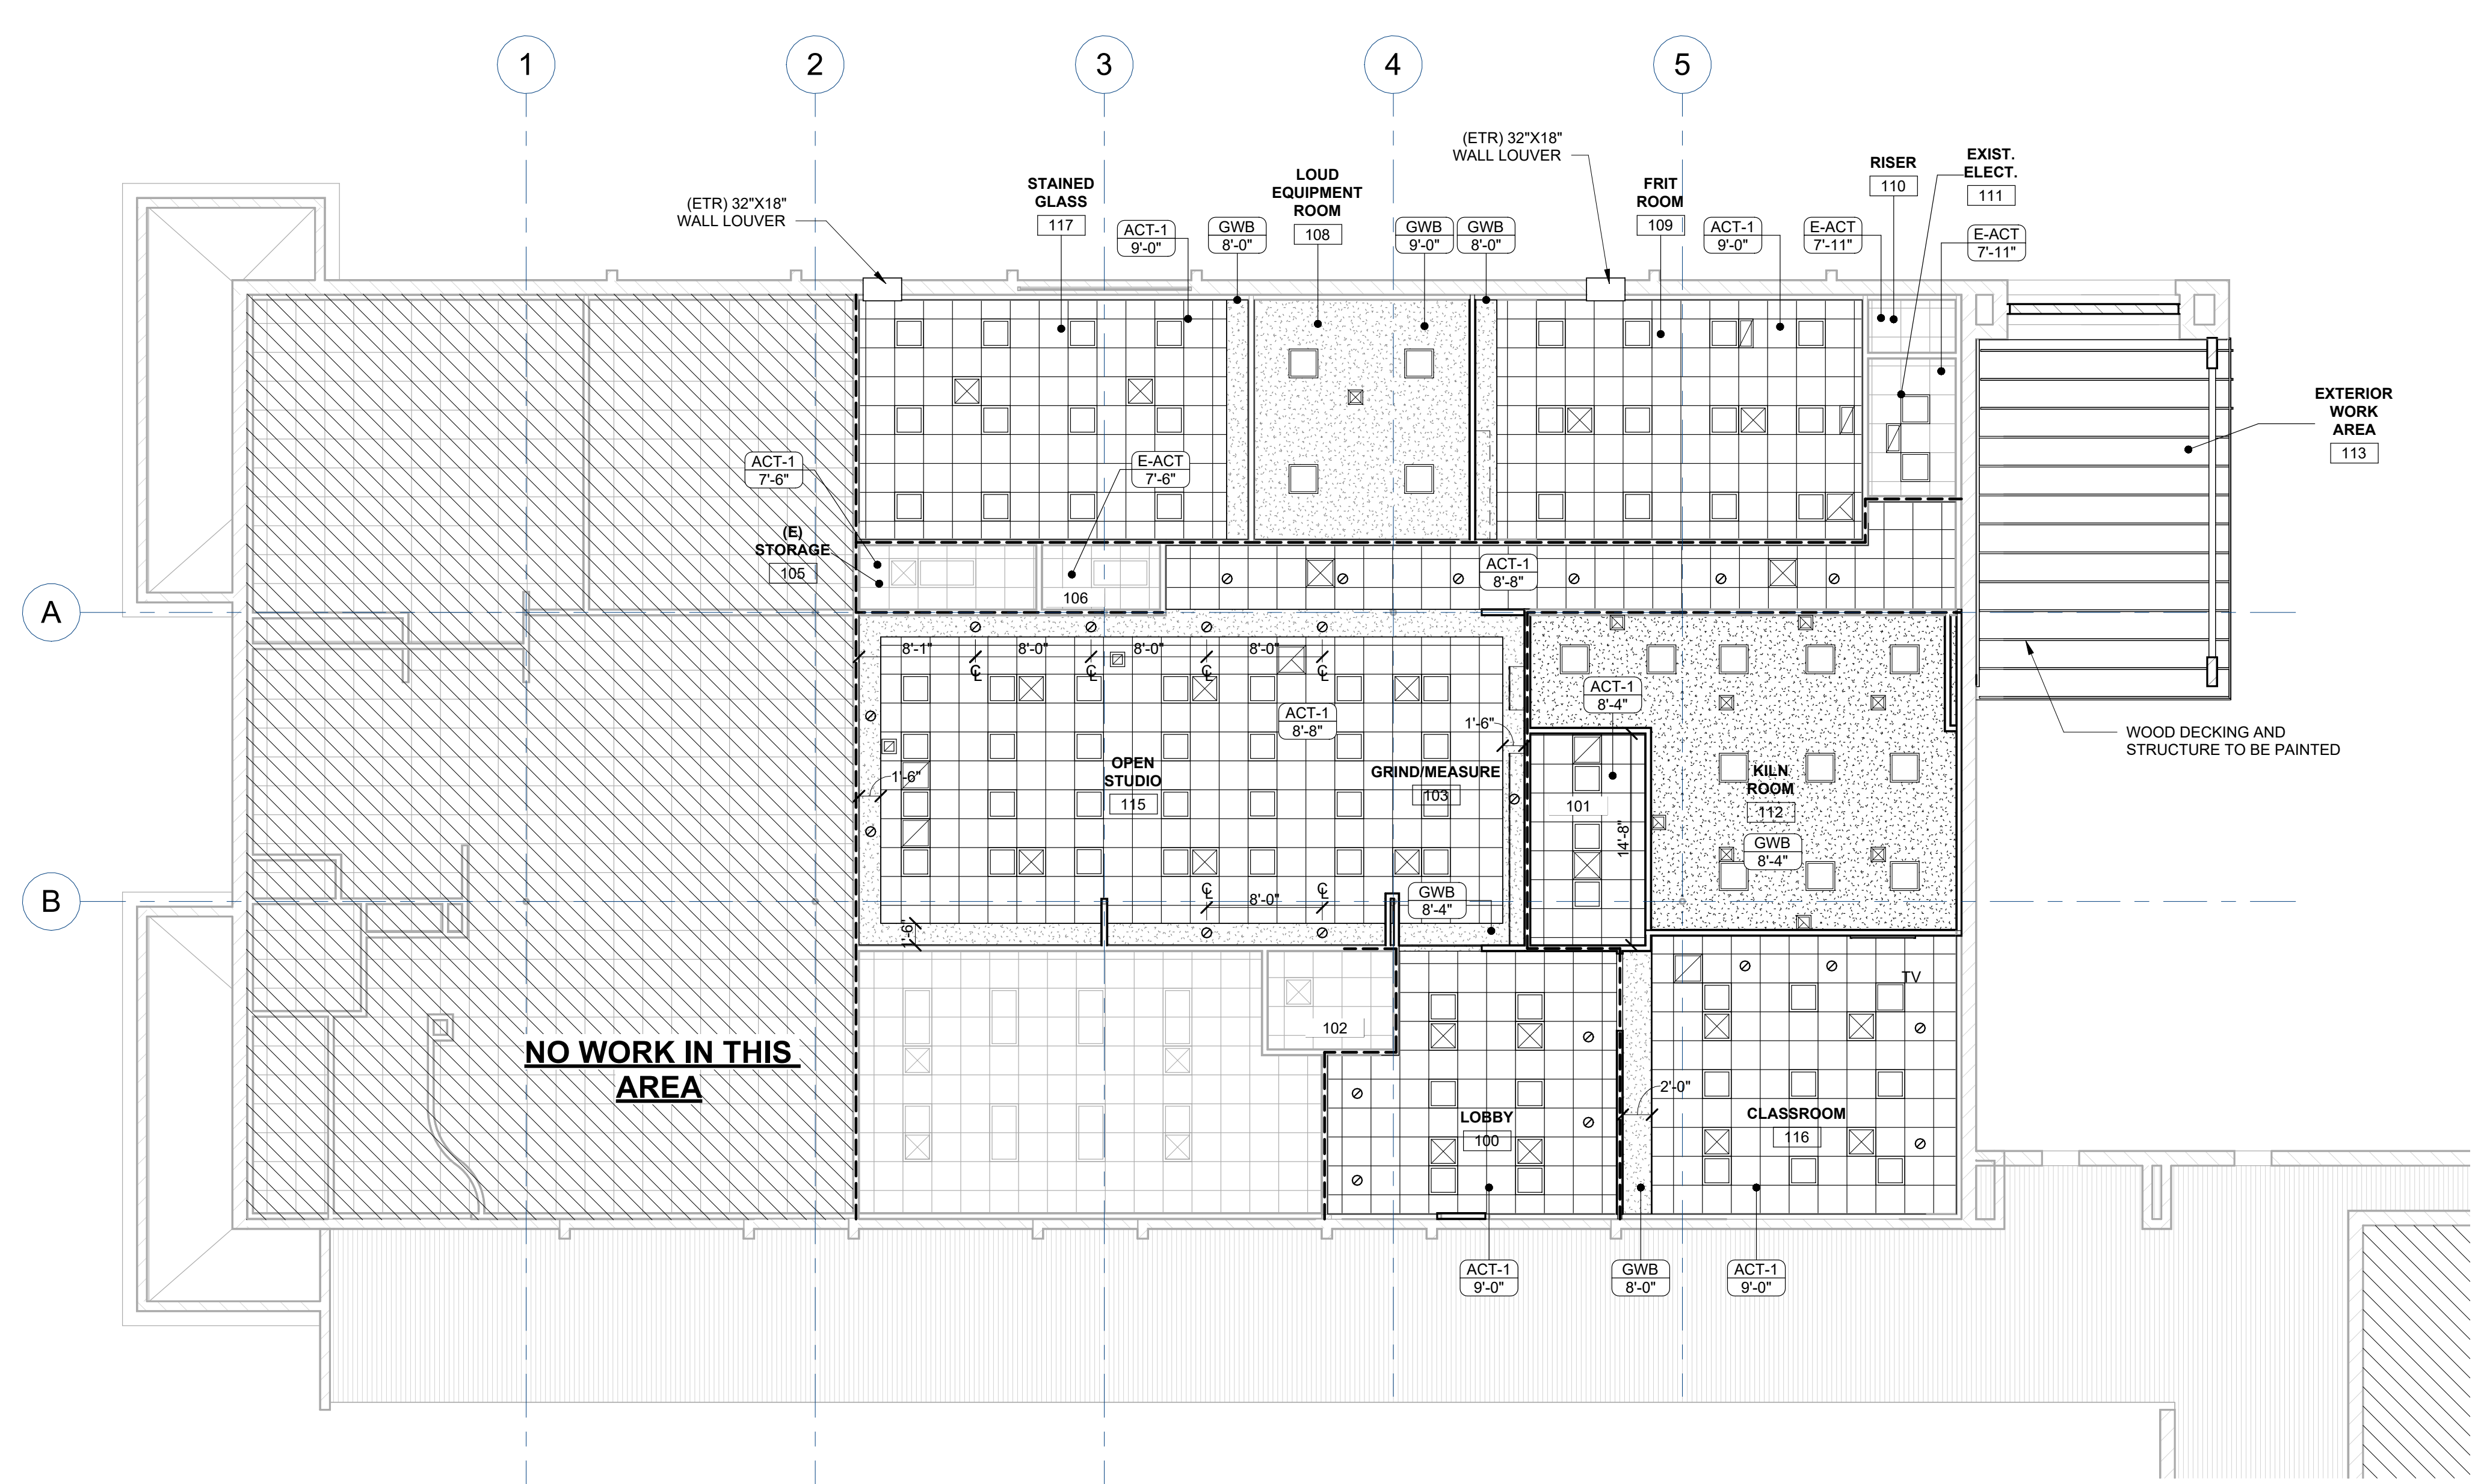 1
2
3
4
5
(ETR) 32"X18"
WALL LOUVER
STAINED
GLASS
117
ACT-1
9'-0"
GWB
8'-0"
LOUD
EQUIPMENT
ROOM
108
GWB
9'-0"
GWB
8'-0"
(ETR) 32"X18"
WALL LOUVER
FRIT
ROOM
109
ACT-1
9'-0"
RISER
110
E-ACT
7'-11"
EXIST.
ELECT.
111
E-ACT
7'-11"
EXTERIOR
WORK
AREA
113
ACT-1
7'-6"
E-ACT
7'-6"
(E)
STORAGE
105
106
ACT-1
8'-8"
A
8'-1"
8'-0"
8'-0"
8'-0"
CL
CL
CL
CL
ACT-1
8'-8"
1'-6"
ACT-1
8'-4"
WOOD DECKING AND
STRUCTURE TO BE PAINTED
1'-6"
OPEN
STUDIO
115
GRIND/MEASURE
103
101
14'-8"
KILN
ROOM
112
GWB
8'-4"
B
CL
CL
8'-0"
GWB
8'-4"
1'-6"
TV
102
NO WORK IN THIS
AREA
2'-0"
LOBBY
100
CLASSROOM
116
ACT-1
9'-0"
GWB
8'-0"
ACT-1
9'-0"